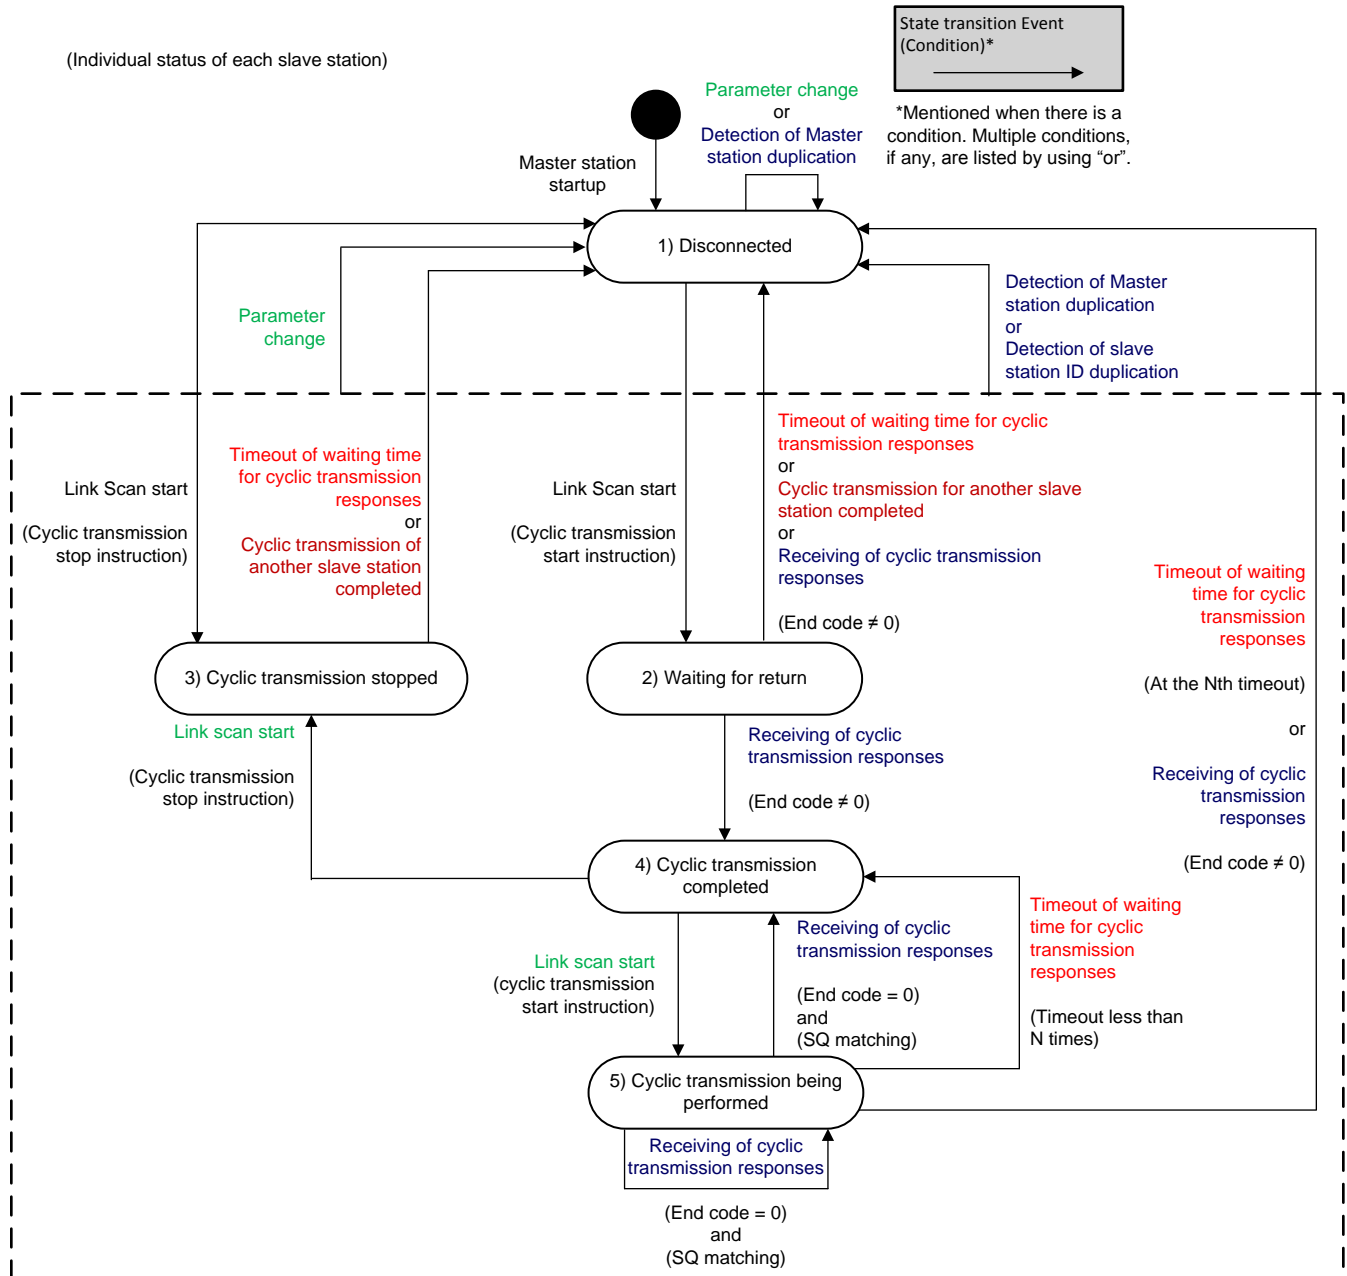 State transition Event
(Condition)*
(Individual status of each slave station)
*Mentioned when there is a
condition. Multiple conditions,
if any, are listed by using “or”.
Parameter change
or
Detection of Master
station duplication
Master station
startup
1) Disconnected
Parameter
change
Detection of Master
station duplication
or
Detection of slave
station ID duplication
Link Scan start
(Cyclic transmission
stop instruction)
Timeout of waiting time
for cyclic transmission
responses
or
Cyclic transmission of
another slave station
completed
Link Scan start
(Cyclic transmission
start instruction)
Timeout of waiting time for cyclic
transmission responses
or
Cyclic transmission for another slave
station completed
or
Receiving of cyclic transmission
responses
(End code ≠ 0)
Timeout of waiting
time for cyclic
transmission
responses
(At the Nth timeout)
or
Receiving of cyclic
transmission
responses
(End code ≠ 0)
3) Cyclic transmission stopped
2) Waiting for return
Link scan start
(Cyclic transmission
stop instruction)
Receiving of cyclic
transmission responses
(End code ≠ 0)
4) Cyclic transmission
completed
Link scan start
(cyclic transmission
start instruction)
Receiving of cyclic
transmission responses
(End code = 0)
and
(SQ matching)
Timeout of waiting
time for cyclic
transmission
responses
(Timeout less than
N times)
5) Cyclic transmission being
performed
Receiving of cyclic
transmission responses
(End code = 0)
and
(SQ matching)